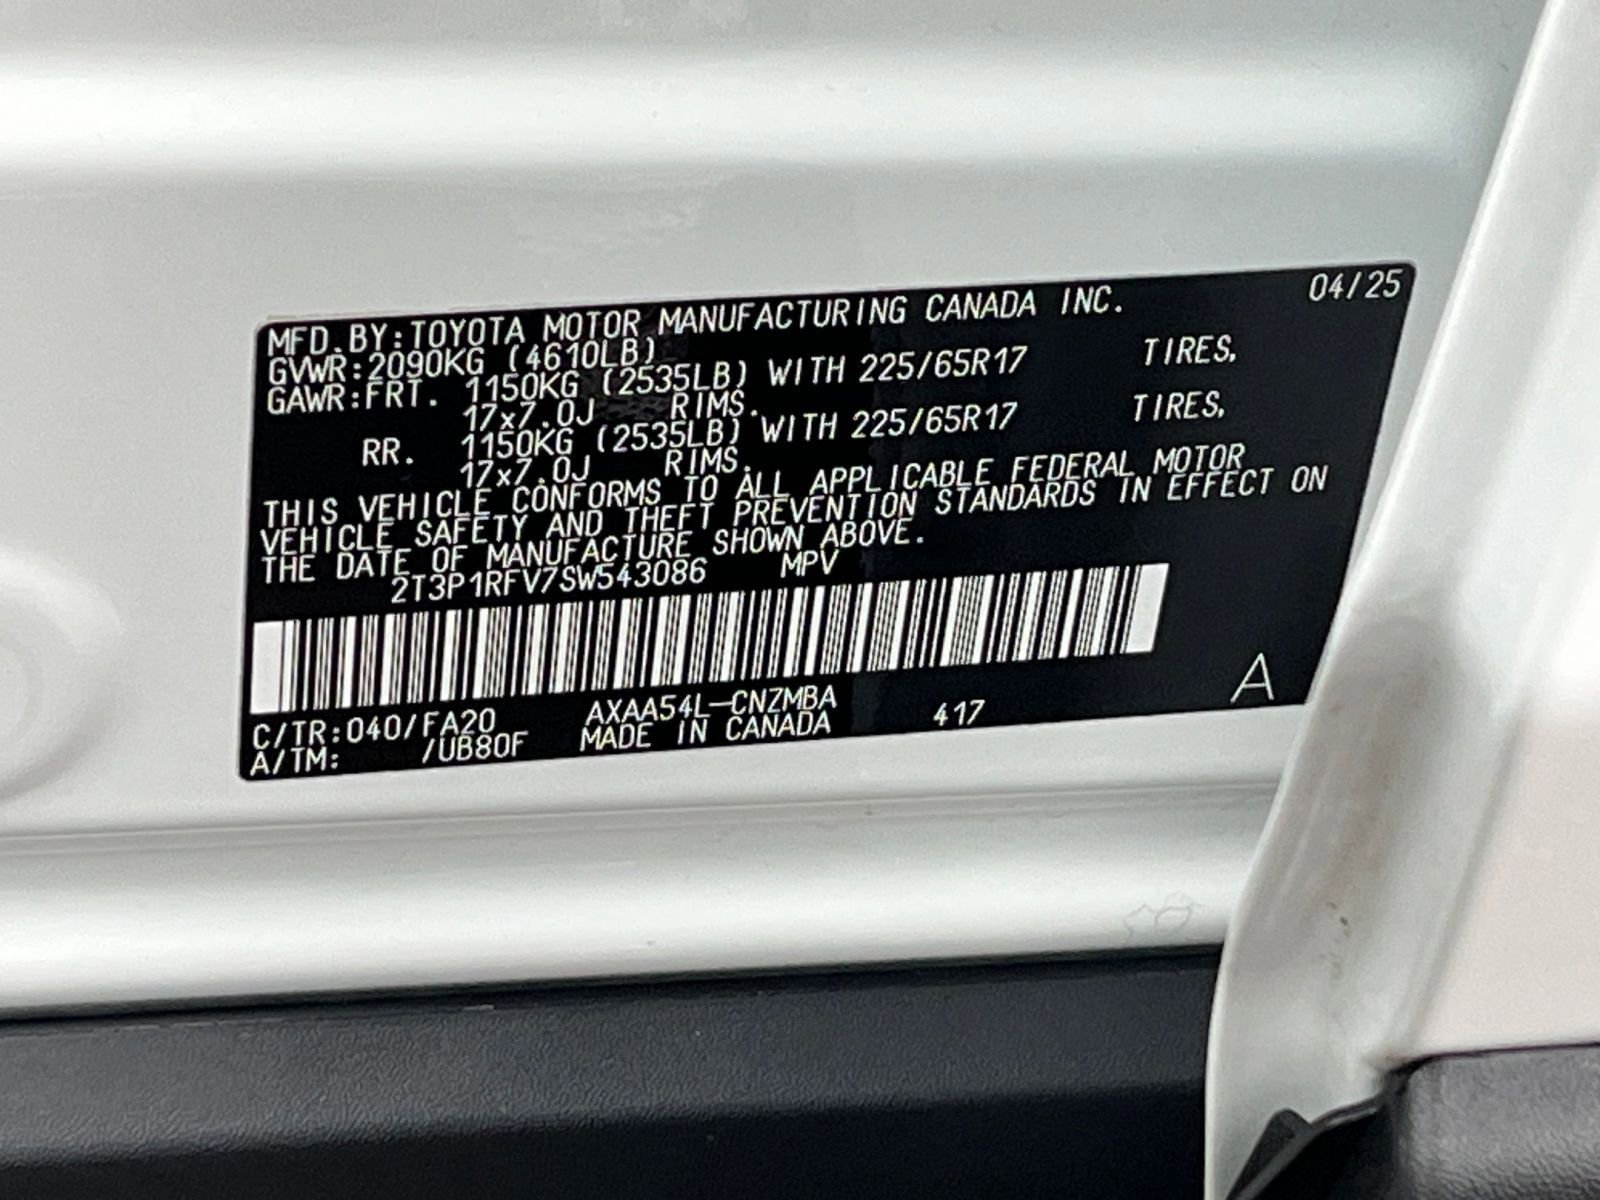 04/25
MFD.BY:TOYOTA MOTOR MANUFACTURING CANADA INC.
GVWR:2090KG (4610LB)
GAWR:FRT. 1150KG (2535LB) WITH 225/65R17 TIRES.
17x7.0J RIMS.
RR. 1150KG (2535LB) WITH 225/65R17 TIRES.
17x7.0J RIMS.
THIS VEHICLE CONFORMS TO ALL APPLICABLE FEDERAL MOTOR
VEHICLE SAFETY AND THEFT PREVENTION STANDARDS IN EFFECT ON
THE DATE OF MANUFACTURE SHOWN ABOVE.
2T3P1RFV7SW543086 MPV
A
C/TR:040/FA20 AXAA54L-CNZMBA 417
A/TM: /UB80F MADE IN CANADA